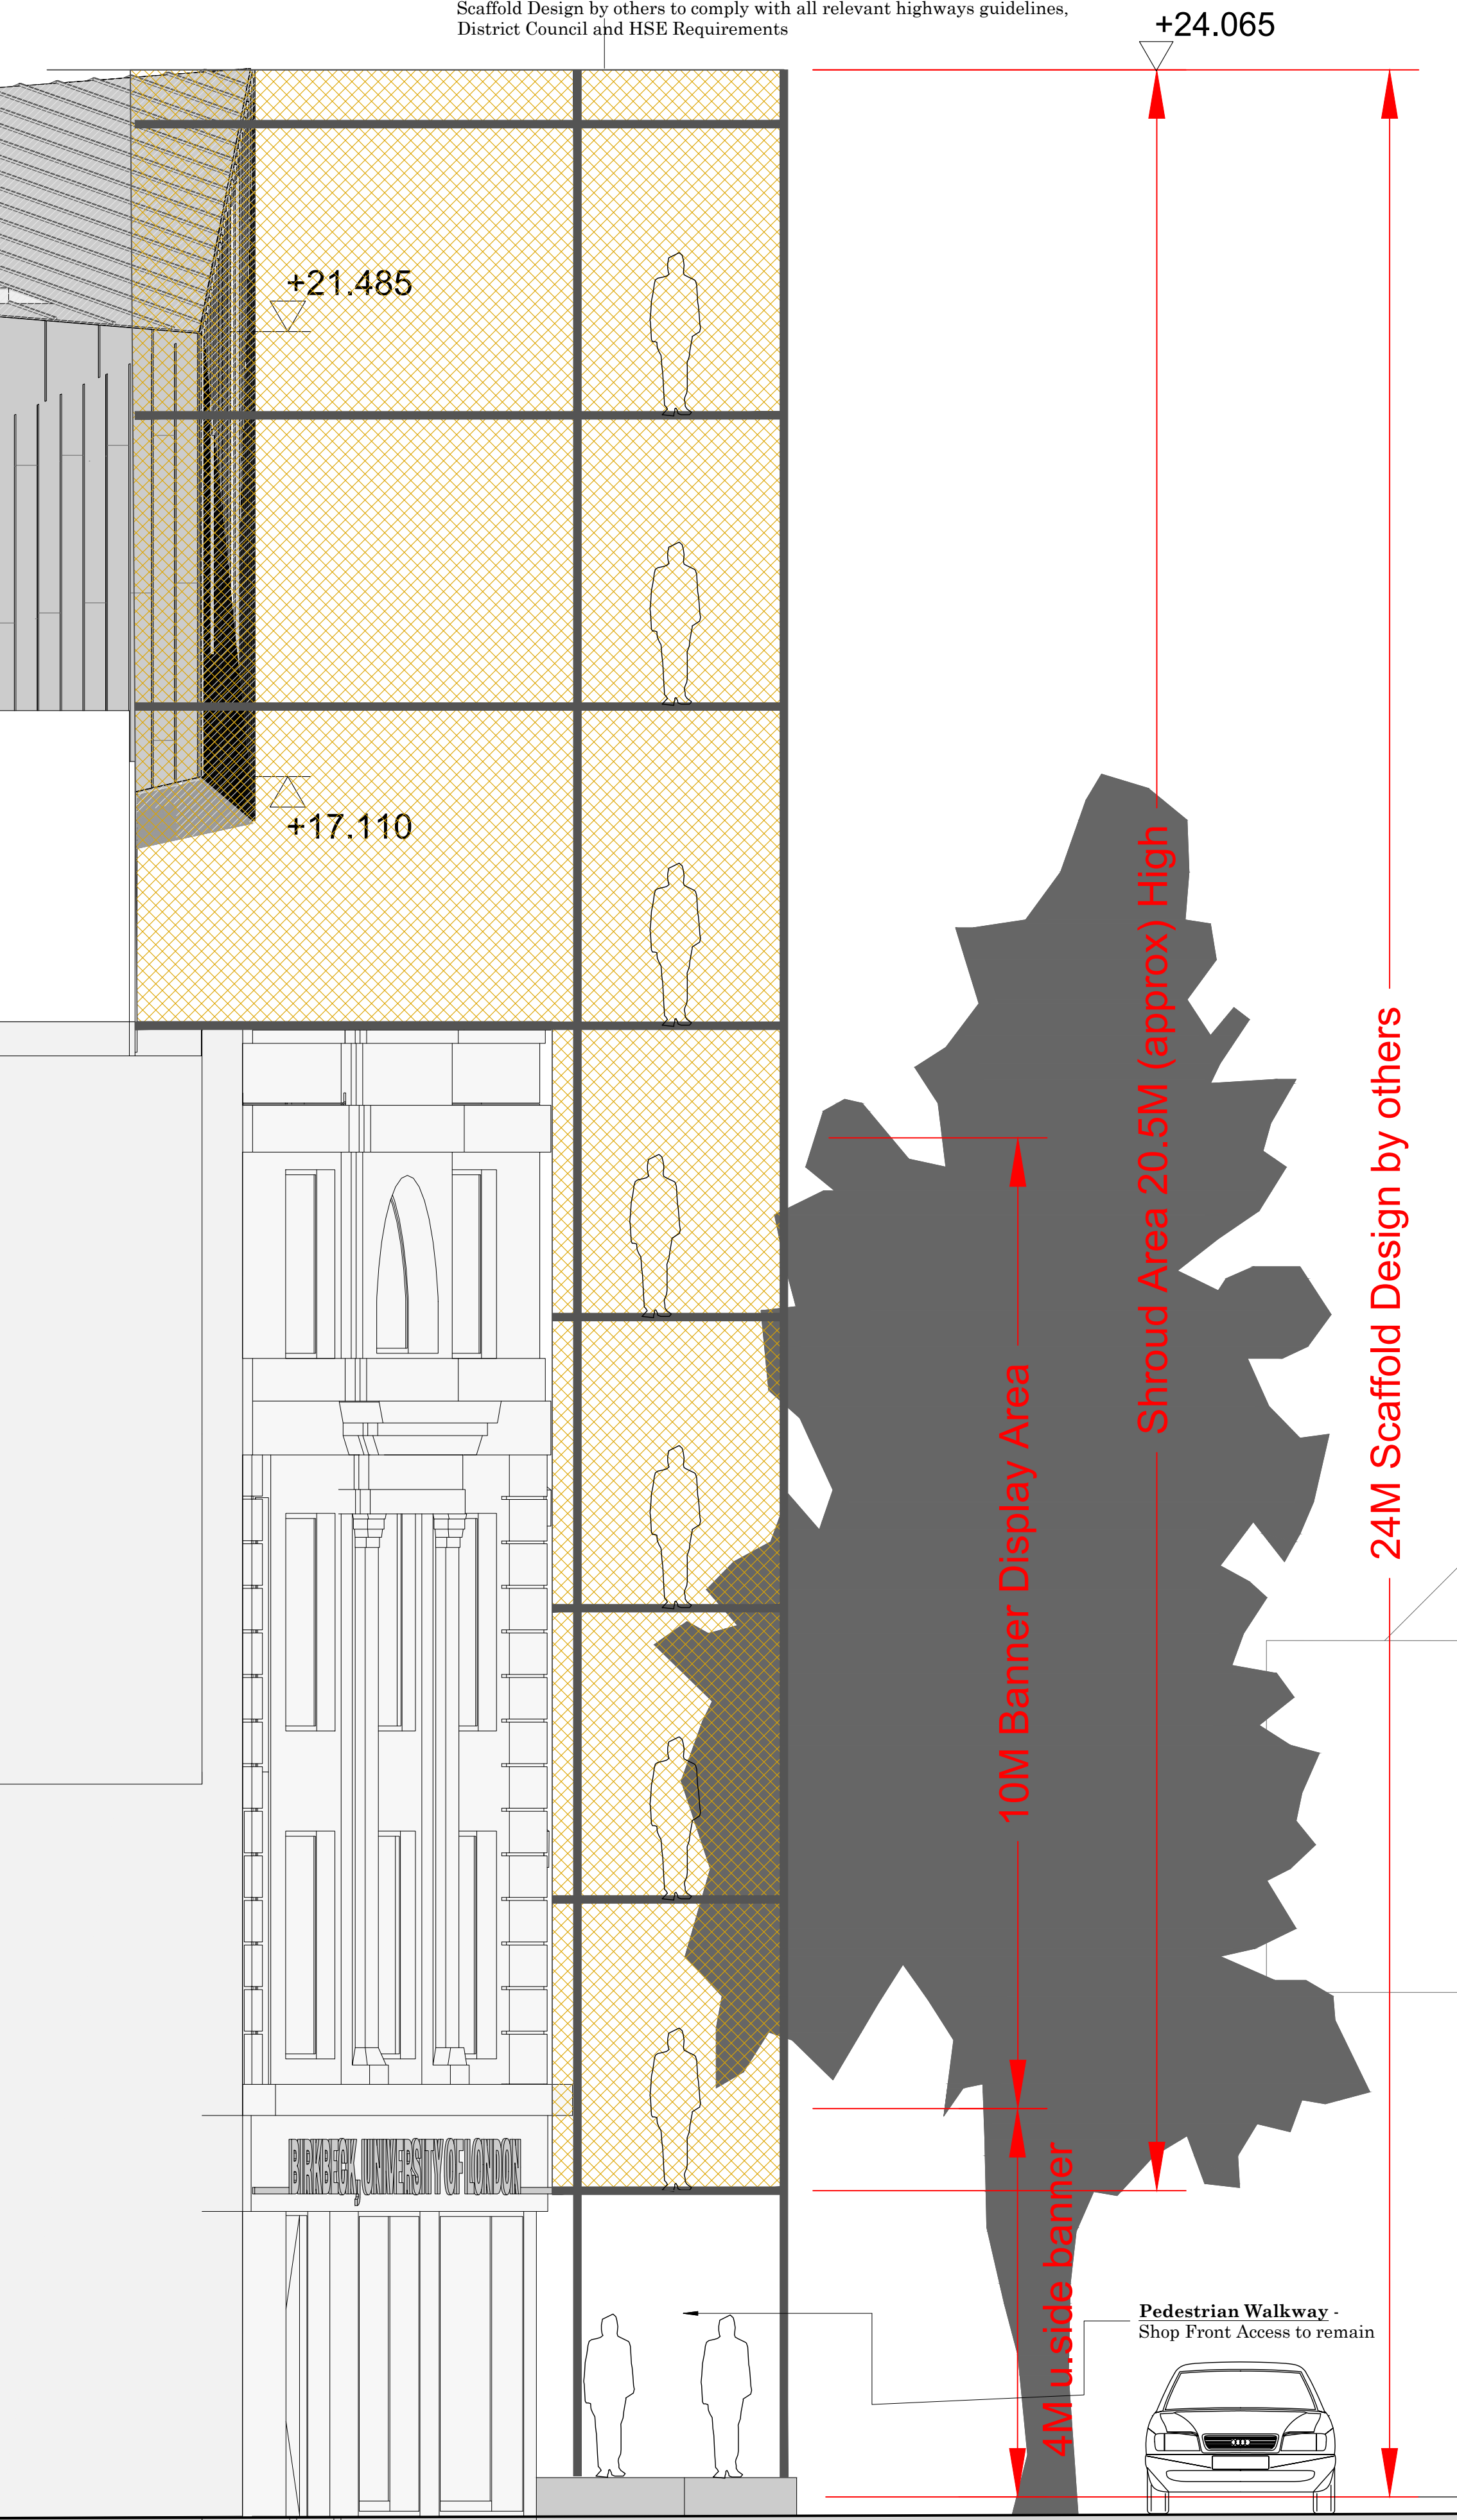 Scaffold Design by others to comply with all relevant highways guidelines,
District Council and HSE Requirements
+24.065
+21.485
+17.110
Shroud Area 20.5M (approx) High
24M Scaffold Design by others
10M Banner Display Area
4M u.side banner
BIRKBECK, UNIVERSITY OF LONDON
Pedestrian Walkway -
Shop Front Access to remain